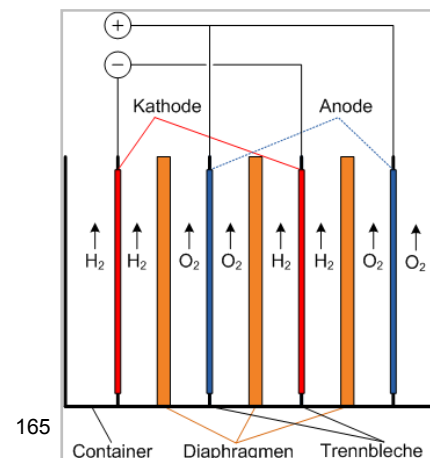 +
−
Kathode Anode
H₂ H₂ O₂ O₂ H₂ H₂ O₂ O₂
165
Container Diaphragmen Trennbleche